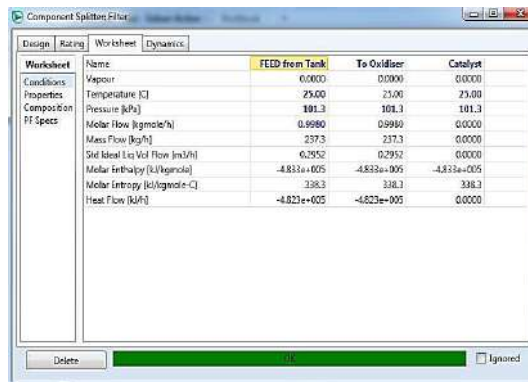 Component Splitter: Filter
Design Rating Worksheet Dynamics
Worksheet
Conditions
Properties
Composition
PF Specs
Name FEED from Tank To Oxidiser Catalyst
Vapour 0.0000 0.0000 0.0000
Temperature [C] 25.00 25.00 25.00
Pressure [kPa] 101.3 101.3 101.3
Molar Flow [kgmole/h] 0.9980 0.9980 0.0000
Mass Flow [kg/h] 237.3 237.3 0.0000
Std Ideal Liq Vol Flow [m3/h] 0.2952 0.2952 0.0000
Molar Enthalpy [kJ/kgmole] -4.833e+005 -4.833e+005 -4.833e+005
Molar Entropy [kJ/kgmole-C] 338.3 338.3 338.3
Heat Flow [kJ/h] -4.823e+005 -4.823e+005 0.0000
Delete OK Ignored